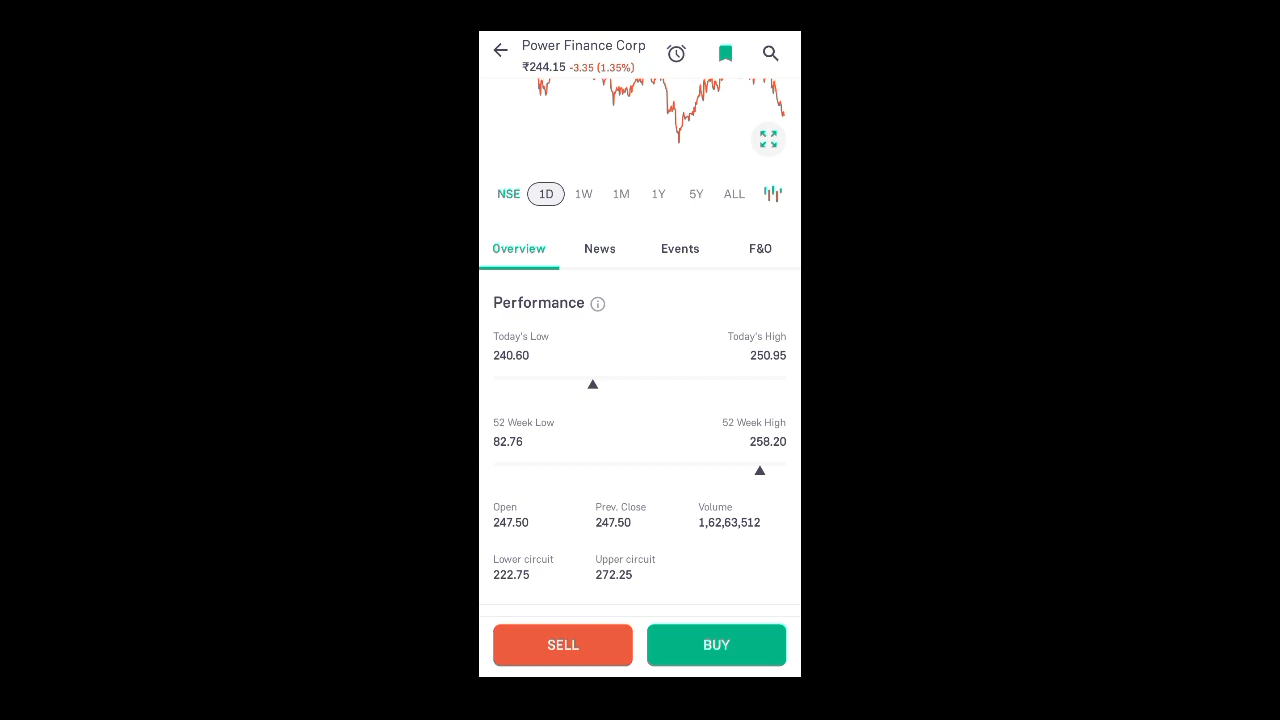 Power Finance Corp
₹244.15 -3.35 (1.35%)
NSE 1D 1W 1M 1Y 5Y ALL
Overview News Events F&O
Performance
Today's Low Today's High
240.60 250.95
52 Week Low 52 Week High
82.76 258.20
Open Prev. Close Volume
247.50 247.50 1,62,63,512
Lower circuit Upper circuit
222.75 272.25
SELL BUY